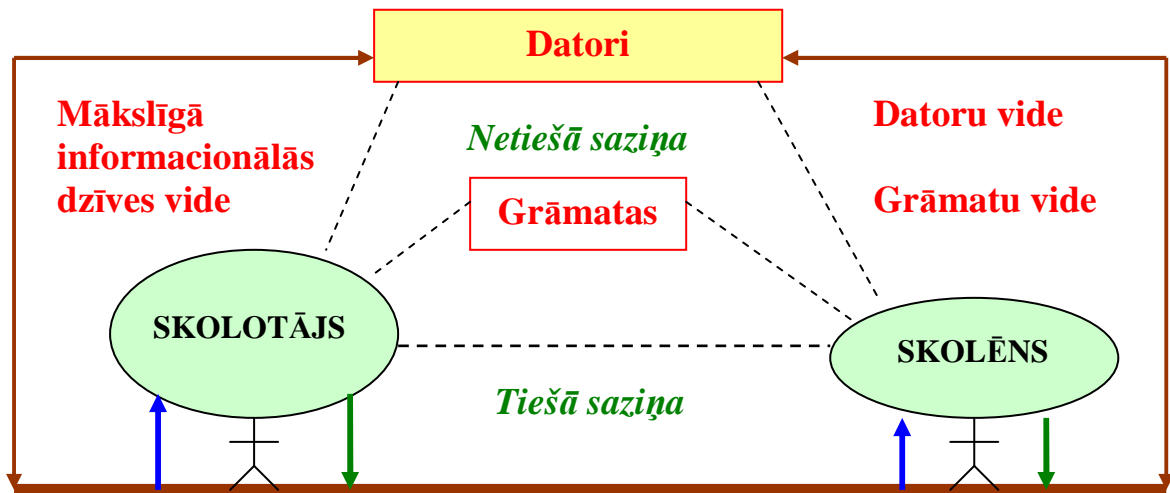 Datori
Mākslīgā
informacionālās
dzīves vide
Netiešā saziņa
Datoru vide
Grāmatas
Grāmatu vide
SKOLOTĀJS
SKOLĒNS
Tiešā saziņa